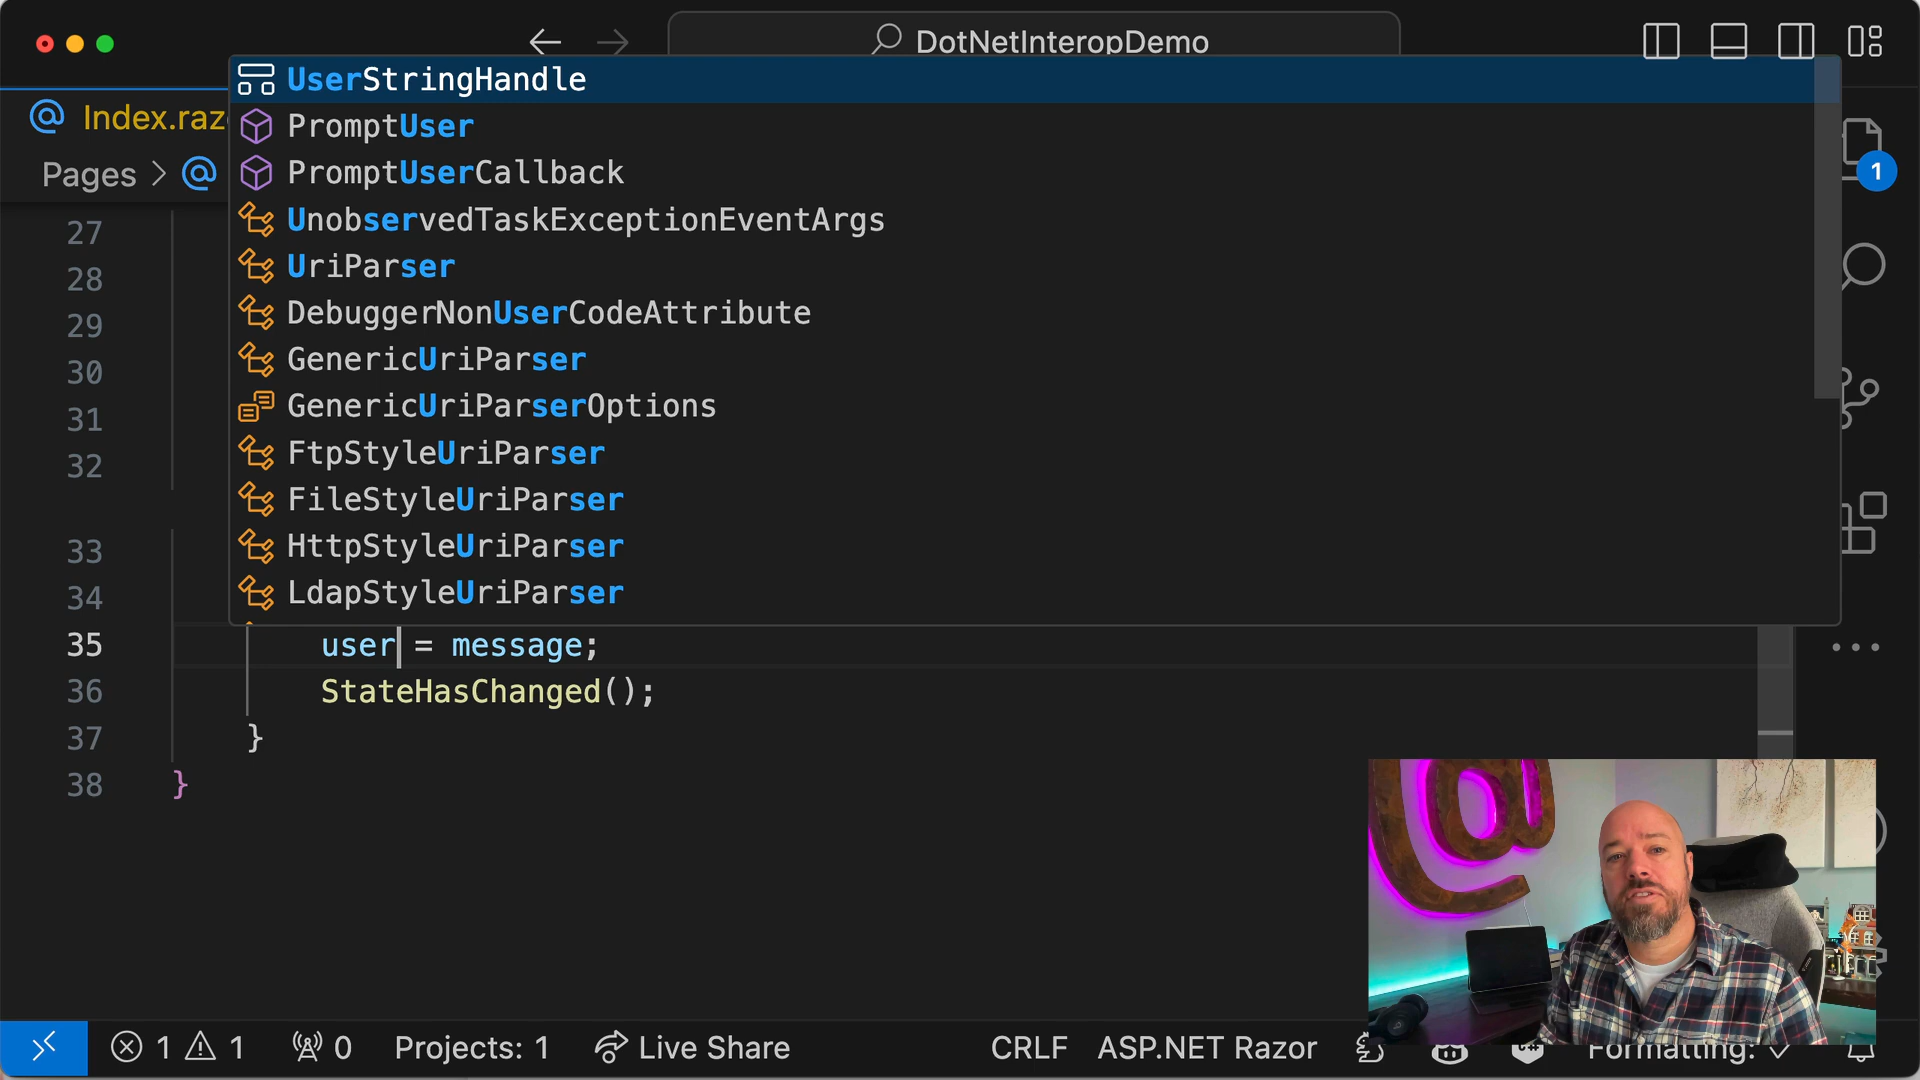 DotNetInteropDemo
UserStringHandle
Index.raz
PromptUser
PromptUserCallback
Pages
1
UnobservedTaskExceptionEventArgs
27
UriParser
28
DebuggerNonUserCodeAttribute
29
GenericUriParser
30
GenericUriParserOptions
31
FtpStyleUriParser
32
FileStyleUriParser
HttpStyleUriParser
33
LdapStyleUriParser
34
35 user = message;
36 StateHasChanged();
37 }
38 }
1 1 0 Projects: 1 Live Share CRLF ASP.NET Razor Formatting: